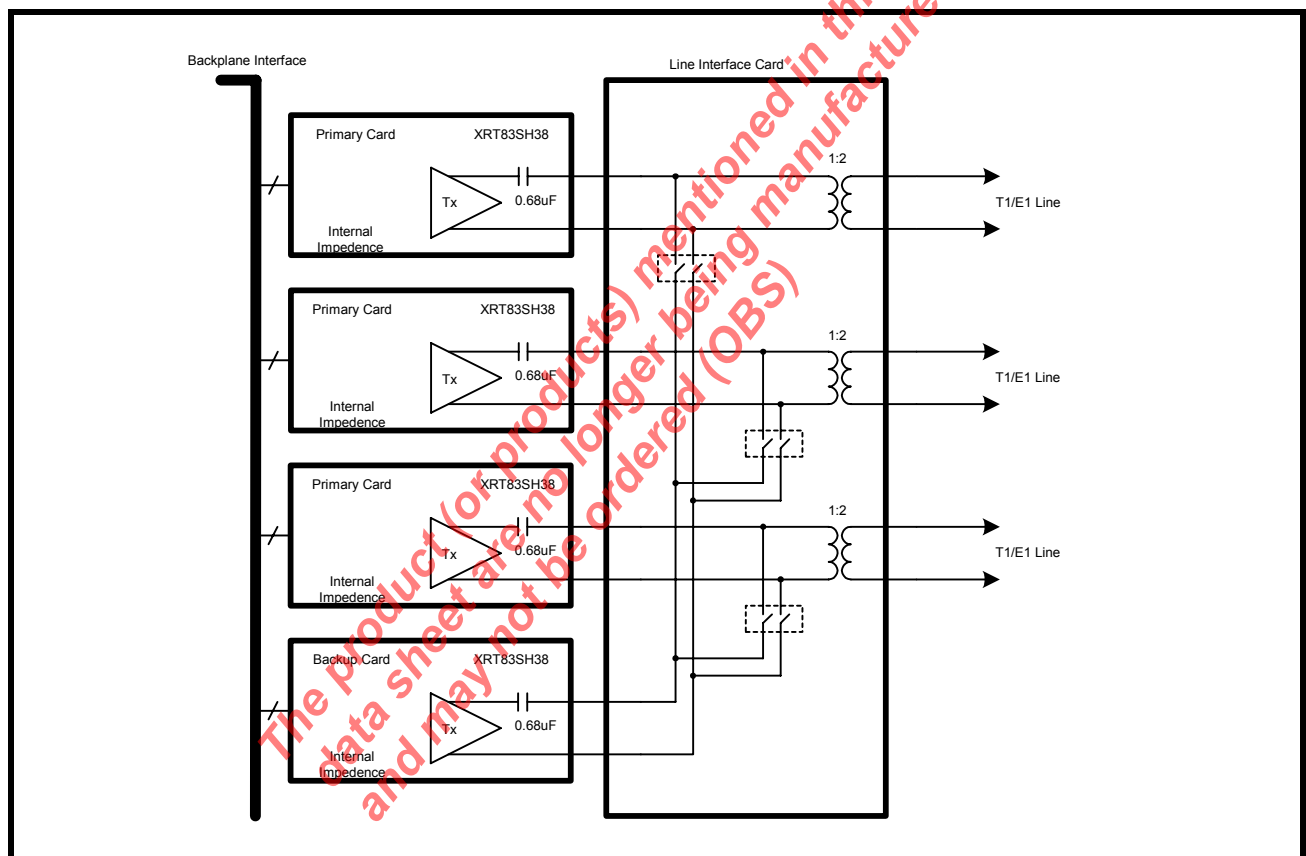 Backplane Interface
Line Interface Card
Primary Card XRT83SH38
Tx
0.68uF
Internal
Impedence
1:2
T1/E1 Line
Primary Card XRT83SH38
Tx
0.68uF
Internal
Impedence
1:2
T1/E1 Line
Primary Card XRT83SH38
Tx
0.68uF
Internal
Impedence
1:2
T1/E1 Line
Backup Card XRT83SH38
Tx
0.68uF
Internal
Impedence
The product (or products) mentioned in
data sheet are no longer being manufacture
and may not be ordered (OBS)